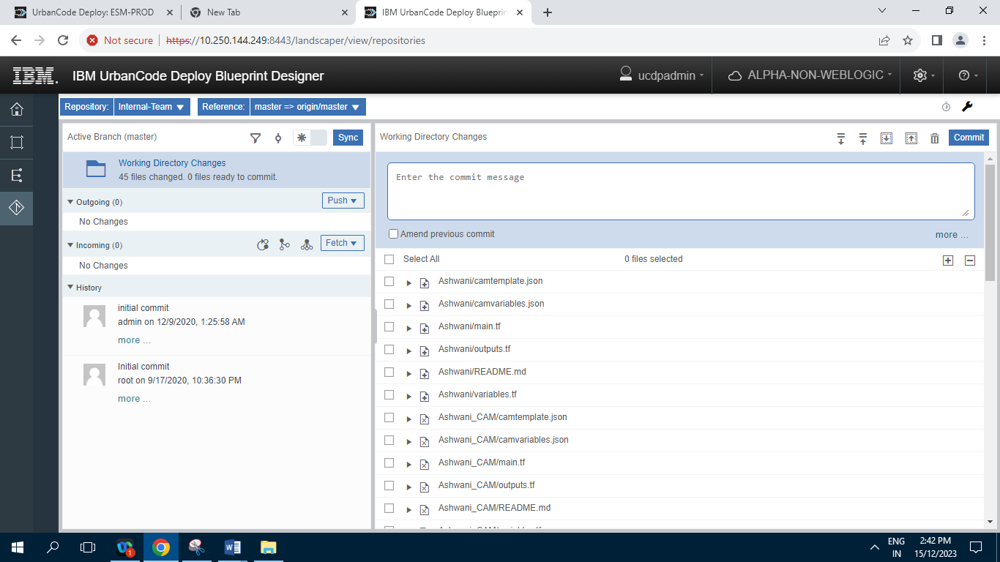 UrbanCode Deploy: ESM-PROD
New Tab
IBM UrbanCode Deploy Blueprin
Not secure
https://10.250.144.249:8443/landscaper/view/repositories
IBM.
IBM UrbanCode Deploy Blueprint Designer
ucdpadmin
ALPHA-NON-WEBLOGIC
Repository: Internal-Team
Reference: master => origin/master
Active Branch (master)
Sync
Working Directory Changes
45 files changed. 0 files ready to commit.
Outgoing (0)
Push
No Changes
Incoming (0)
Fetch
No Changes
History
initial commit
admin on 12/9/2020, 1:25:58 AM
more ...
Initial commit
root on 9/17/2020, 10:36:30 PM
more ...
Working Directory Changes
Commit
Enter the commit message
Amend previous commit
more ...
Select All
0 files selected
Ashwani/camtemplate.json
Ashwani/camvariables.json
Ashwani/main.tf
Ashwani/outputs.tf
Ashwani/README.md
Ashwani/variables.tf
Ashwani_CAM/camtemplate.json
Ashwani_CAM/camvariables.json
Ashwani_CAM/main.tf
Ashwani_CAM/outputs.tf
Ashwani_CAM/README.md
1
ENG
IN
2:42 PM
15/12/2023